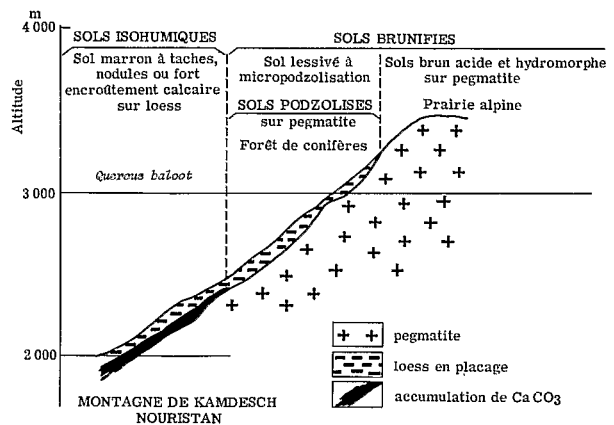 m
4 000
SOLS ISOHUMIQUES
SOLS BRUNIFIES
Sol marron à taches,
nodules ou fort
encroûtement calcaire
sur loess
Sol lessivé à
micropodzolisation
Sols brun acide et hydromorphe
sur pegmatite
Prairie alpine
SOLS PODZOLISES
sur pegmatite
Forêt de conifères
Altitude
Quercus baloot
3 000
2 000
pegmatite
loess en placage
accumulation de CaCO3
MONTAGNE DE KAMDESCH
NOURISTAN